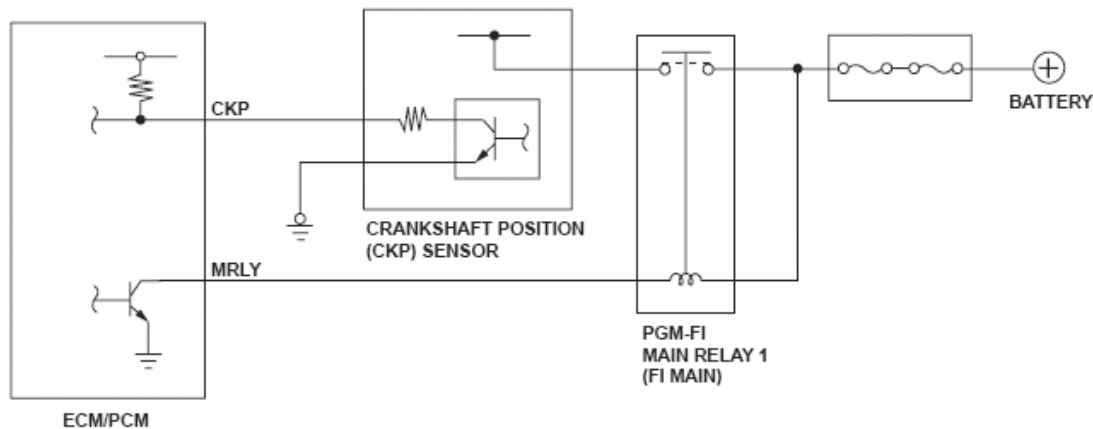 CKP
BATTERY
CRANKSHAFT POSITION
(CKP) SENSOR
MRLY
PGM-FI
MAIN RELAY 1
(FI MAIN)
ECM/PCM